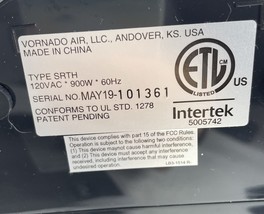 VORNADO AIR, LLC., ANDOVER, KS. USA
MADE IN CHINA
TYPE SRTH
120VAC * 900W * 60Hz
SERIAL NO. MAY19-101361
CONFORMS TO UL STD. 1278
PATENT PENDING
ETL
CM
LISTED
US
Intertek
5005742
This device complies with part 15 of the FCC Rules.
Operation is subject to the following two conditions:
(1) This device may not cause harmful interference,
and (2) This device must accept any interference
received, including interference that may cause
undesired operation.